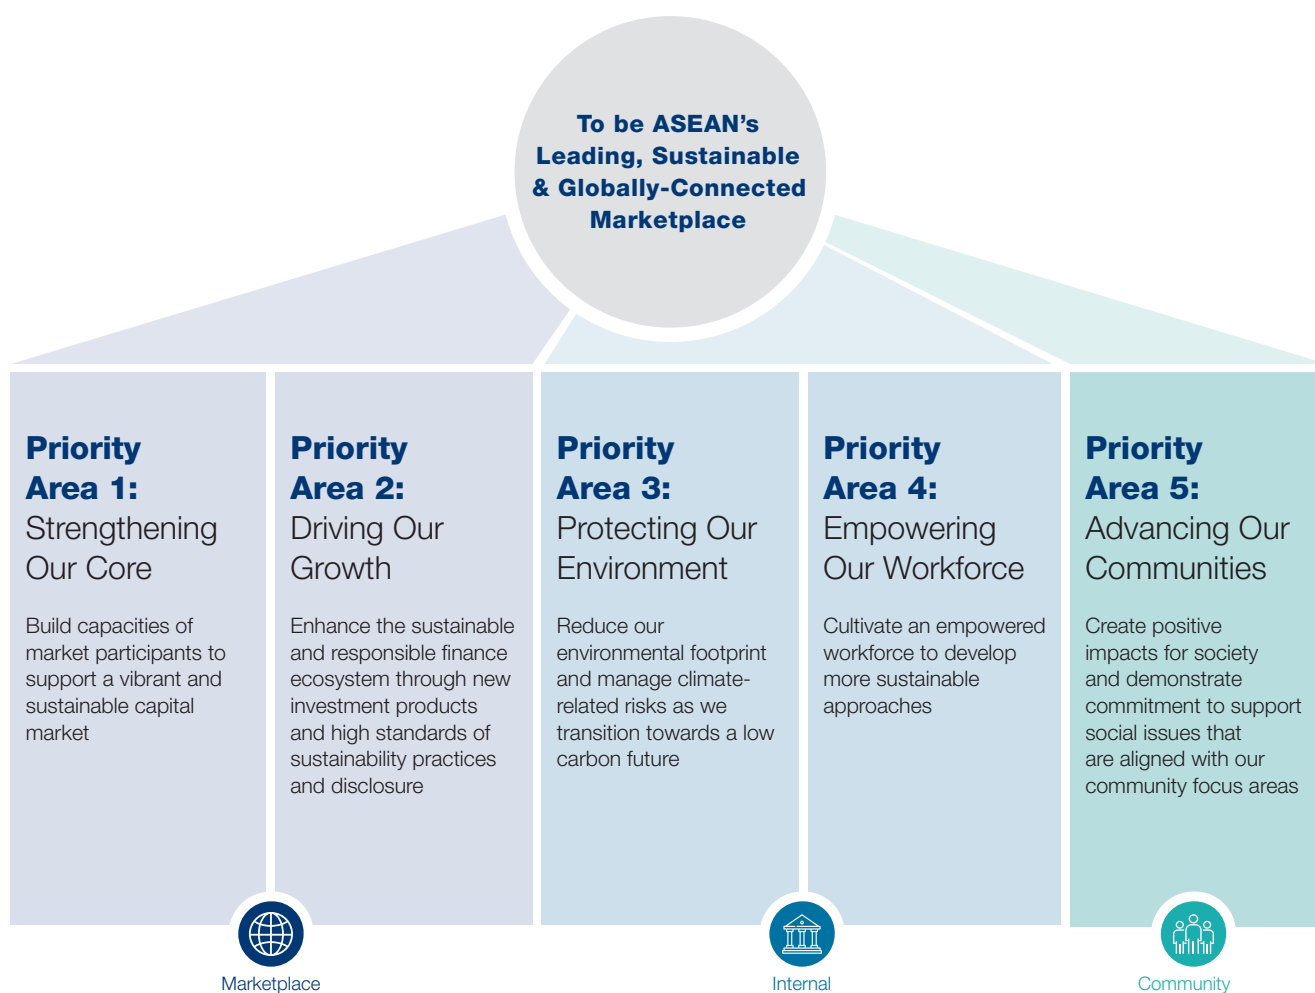 To be ASEAN's
Leading, Sustainable
& Globally-Connected
Marketplace
Priority
Area 1:
Strengthening
Our Core
Build capacities of
market participants to
support a vibrant and
sustainable capital
market
Priority
Area 2:
Driving Our
Growth
Enhance the sustainable
and responsible finance
ecosystem through new
investment products
and high standards of
sustainability practices
and disclosure
Priority
Area 3:
Protecting Our
Environment
Reduce our
environmental footprint
and manage climate-
related risks as we
transition towards a low
carbon future
Priority
Area 4:
Empowering
Our Workforce
Cultivate an empowered
workforce to develop
more sustainable
approaches
Priority
Area 5:
Advancing Our
Communities
Create positive
impacts for society
and demonstrate
commitment to support
social issues that
are aligned with our
community focus areas
Marketplace
Internal
Community